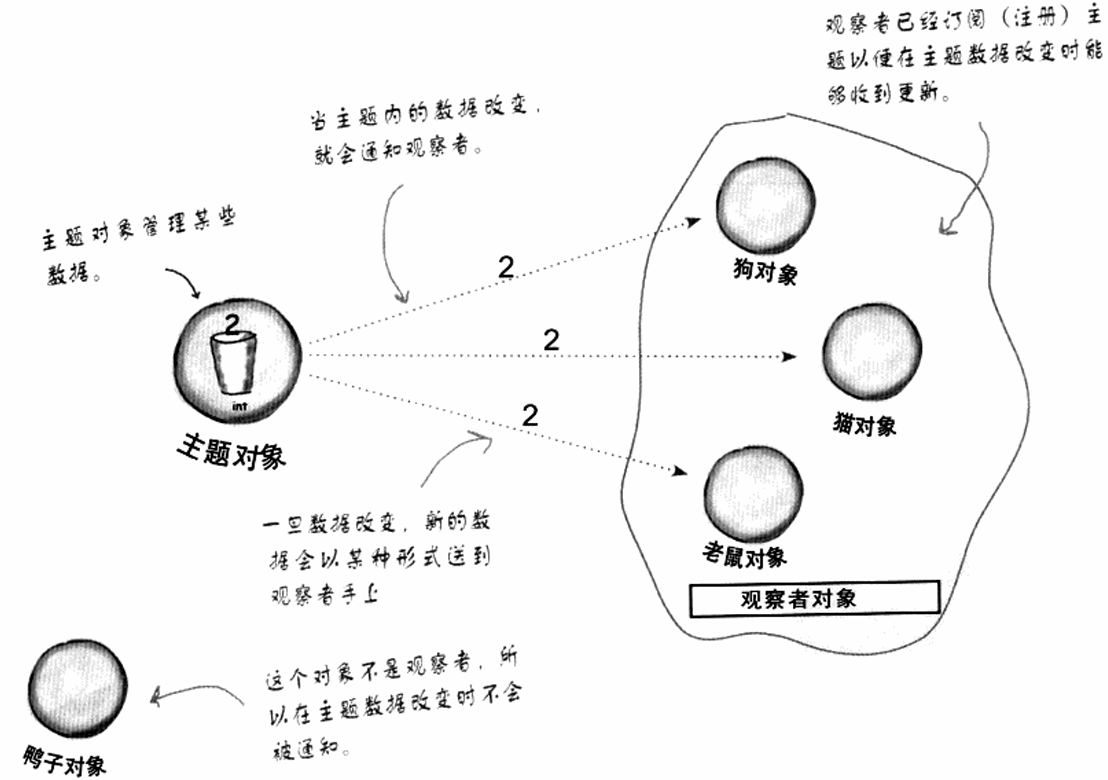 观察者已经订阅（注册）主
题以便在主题数据改变时能
够收到更新。
当主题内的数据改变，
就会通知观察者。
主题对象管理某些
数据。
2
int
主题对象
2
2
2
狗对象
猫对象
老鼠对象
观察者对象
一旦数据改变，新的数
据会以某种形式送到
观察者手上
这个对象不是观察者，所
以在主题数据改变时不会
被通知。
鸭子对象